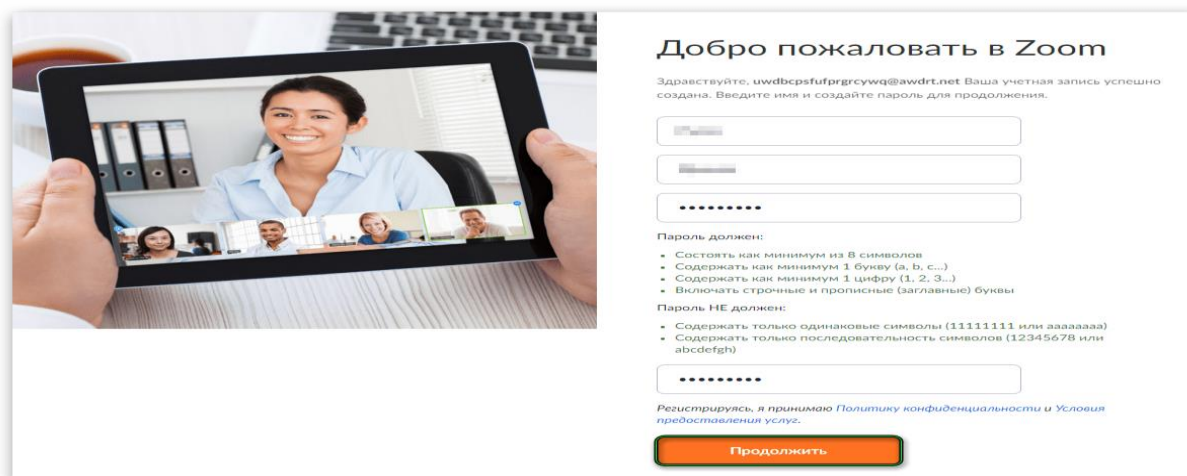 Добро пожаловать в Zoom
Здравствуйте, uwdbcpsfufprgrcywq@awdrt.net Ваша учетная запись успешно
создана. Введите имя и создайте пароль для продолжения.
•••••••••
Пароль должен:
• Состоять как минимум из 8 символов
• Содержать как минимум 1 букву (a, b, c...)
• Содержать как минимум 1 цифру (1, 2, 3...)
• Включать строчные и прописные (заглавные) буквы
Пароль НЕ должен:
• Содержать только одинаковые символы (11111111 или aaaaaaaa)
• Содержать только последовательность символов (12345678 или
abcdefgh)
•••••••••
Регистрируясь, я принимаю Политику конфиденциальности и Условия
предоставления услуг.
Продолжить